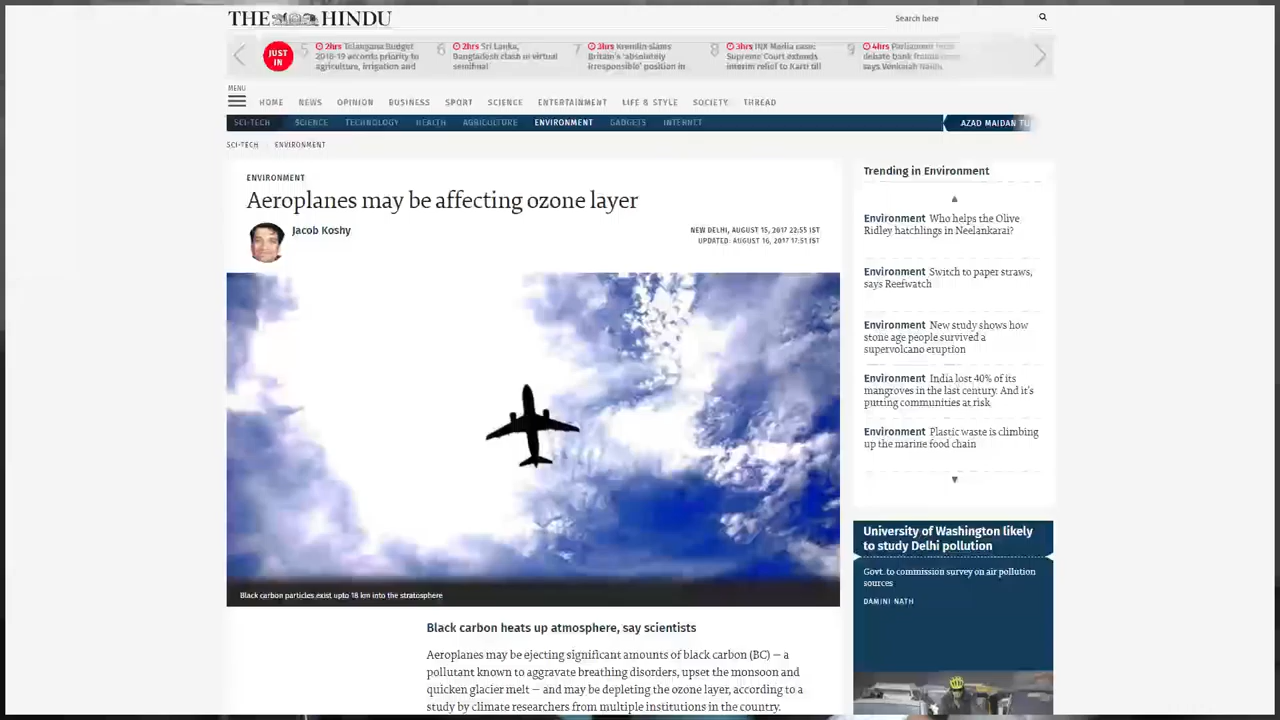 THE HINDU
Search here
JUST IN
5 2hrs Telangana Budget
2018-19 accords priority to
agriculture, irrigation and
6 2hrs Sri Lanka,
Bangladesh clash in virtual
semifinal
7 3hrs Kremlin slams
Britain's 'absolutely
irresponsible' position in
8 3hrs INX Media case:
Supreme Court extends
interim relief to Karti till
9 4hrs Parliament
debate bank frauds
says Venkaiah Naidu
MENU
HOME NEWS OPINION BUSINESS SPORT SCIENCE ENTERTAINMENT LIFE & STYLE SOCIETY THREAD
SCI-TECH SCIENCE TECHNOLOGY HEALTH AGRICULTURE ENVIRONMENT GADGETS INTERNET AZAD MAIDAN TU
SCI-TECH ENVIRONMENT
ENVIRONMENT
Aeroplanes may be affecting ozone layer
Jacob Koshy
NEW DELHI, AUGUST 15, 2017 22:55 IST
UPDATED: AUGUST 16, 2017 17:51 IST
Black carbon particles exist upto 18 km into the stratosphere
Black carbon heats up atmosphere, say scientists
Aeroplanes may be ejecting significant amounts of black carbon (BC) — a
pollutant known to aggravate breathing disorders, upset the monsoon and
quicken glacier melt — and may be depleting the ozone layer, according to a
study by climate researchers from multiple institutions in the country.
Trending in Environment
Environment Who helps the Olive
Ridley hatchlings in Neelankarai?
Environment Switch to paper straws,
says Reefwatch
Environment New study shows how
stone age people survived a
supervolcano eruption
Environment India lost 40% of its
mangroves in the last century. And it's
putting communities at risk
Environment Plastic waste is climbing
up the marine food chain
University of Washington likely
to study Delhi pollution
Govt. to commission survey on air pollution
sources
DAMINI NATH